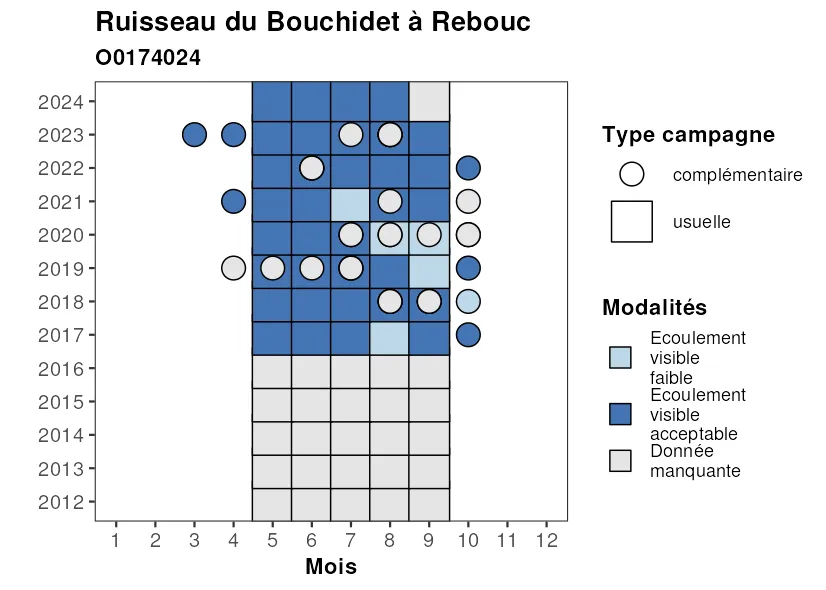 Ruisseau du Bouchidet à Rebouc
O0174024
2024
2023
2022
2021
2020
2019
2018
2017
2016
2015
2014
2013
2012
1 2 3 4 5 6 7 8 9 10 11 12
Mois
Type campagne
complémentaire
usuelle
Modalités
Ecoulement
visible
faible
Ecoulement
visible
acceptable
Donnée
manquante